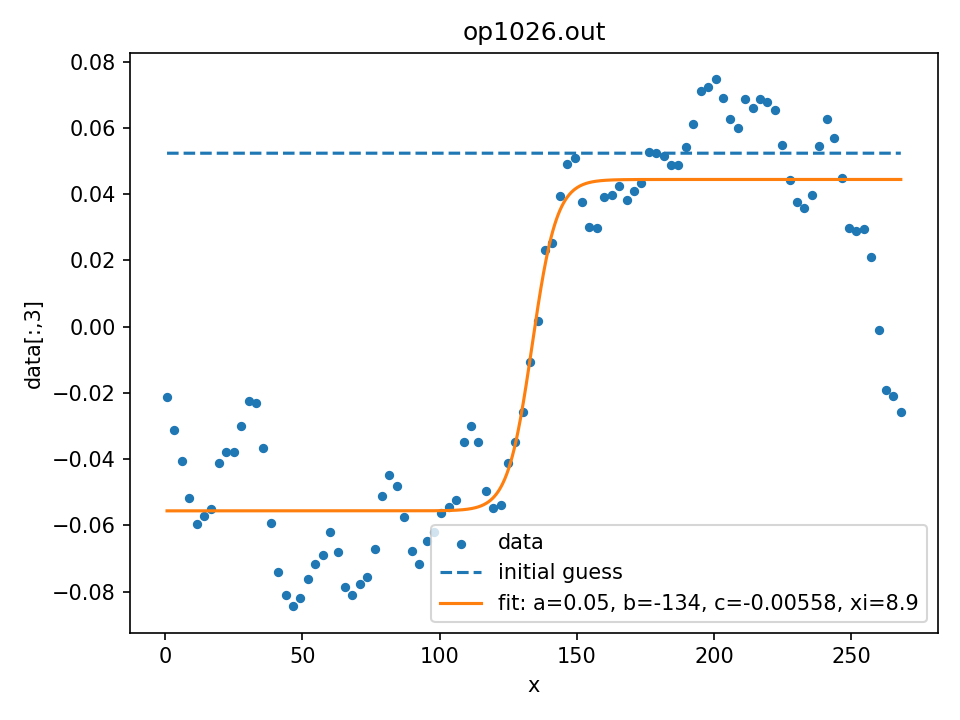 op1026.out
0.08
0.06
0.04
0.02
0.00
−0.02
−0.04
−0.06
−0.08
data[:,3]
data
initial guess
fit: a=0.05, b=-134, c=-0.00558, xi=8.9
0 50 100 150 200 250
x